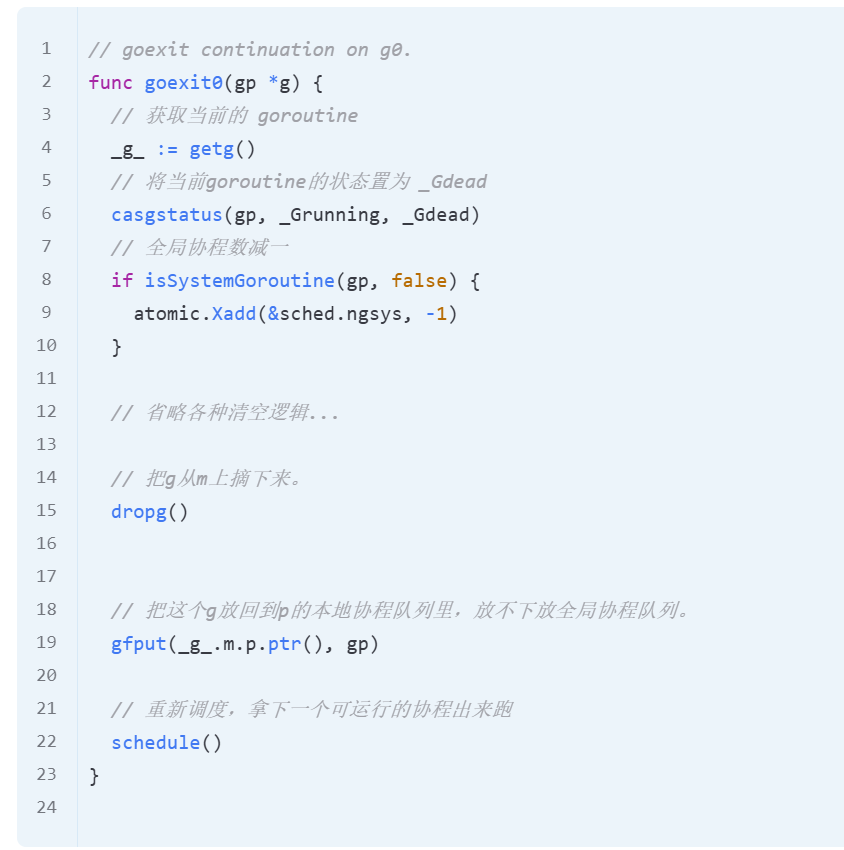 1 // goexit continuation on g0.
2 func goexit0(gp *g) {
3   // 获取当前的 goroutine
4   _g_ := getg()
5   // 将当前goroutine的状态置为 _Gdead
6   casgstatus(gp, _Grunning, _Gdead)
7   // 全局协程数减一
8   if isSystemGoroutine(gp, false) {
9     atomic.Xadd(&sched.ngsys, -1)
10   }
11
12   // 省略各种清空逻辑...
13
14   // 把g从m上摘下来。
15   dropg()
16
17
18   // 把这个g放回到p的本地协程队列里，放不下放全局协程队列。
19   gfput(_g_.m.p.ptr(), gp)
20
21   // 重新调度，拿下一个可运行的协程出来跑
22   schedule()
23 }
24